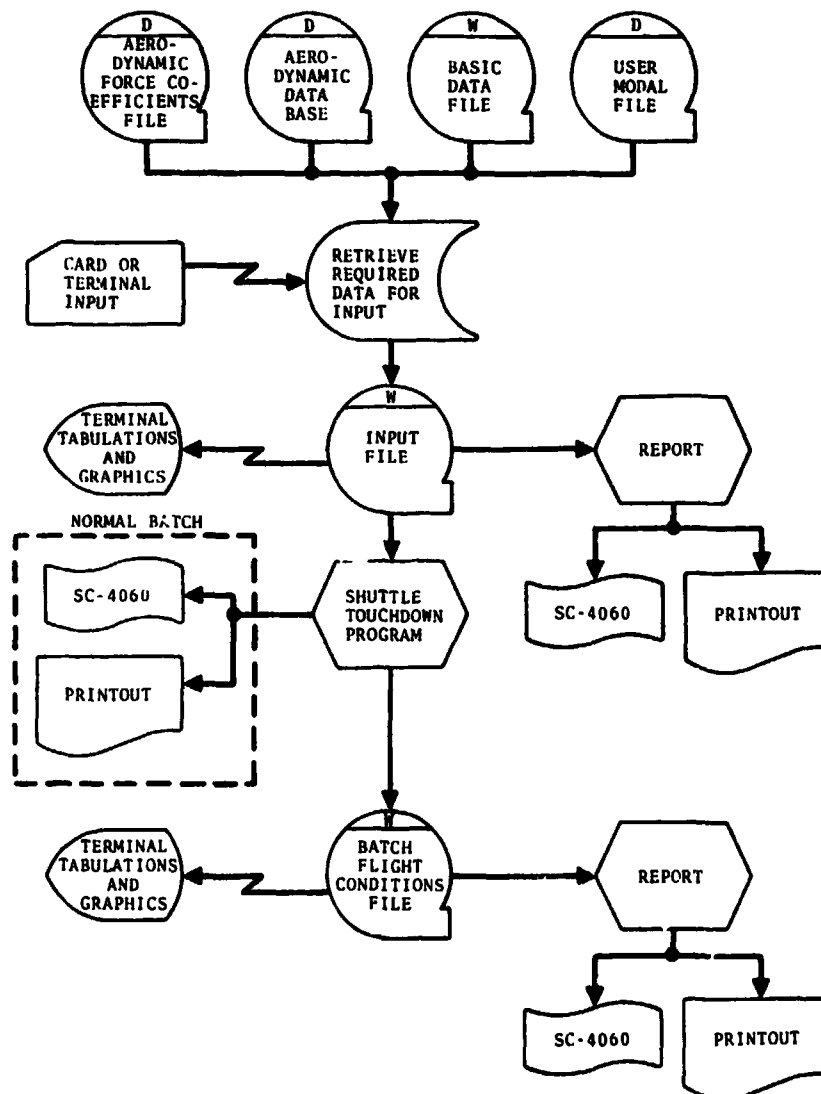 D
AERO-
DYNAMIC
FORCE CO-
EFFICIENTS
FILE
D
AERO-
DYNAMIC
DATA
BASE
W
BASIC
DATA
FILE
D
USER
MODAL
FILE
CARD OR
TERMINAL
INPUT
RETRIEVE
REQUIRED
DATA FOR
INPUT
TERMINAL
TABULATIONS
AND
GRAPHICS
W
INPUT
FILE
REPORT
NORMAL BATCH
SC-4060
PRINTOUT
SHUTTLE
TOUCHDOWN
PROGRAM
SC-4060
PRINTOUT
TERMINAL
TABULATIONS
AND
GRAPHICS
W
BATCH
FLIGHT
CONDITIONS
FILE
REPORT
SC-4060
PRINTOUT